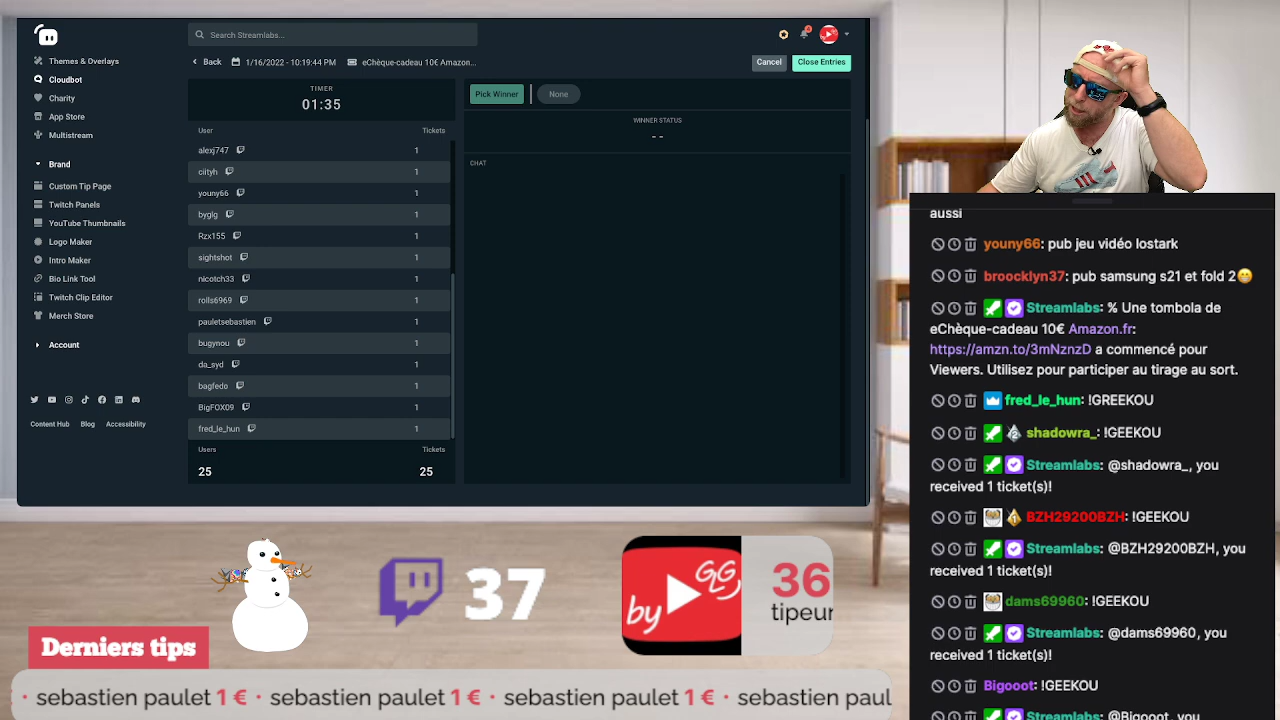 Search Streamlabs...
Themes & Overlays
Cloudbot
Charity
App Store
Multistream
Brand
Custom Tip Page
Twitch Panels
YouTube Thumbnails
Logo Maker
Intro Maker
Bio Link Tool
Twitch Clip Editor
Merch Store
Account
Content Hub Blog Accessibility
Back 1/16/2022 - 10:19:44 PM eChèque-cadeau 10€ Amazon...
Cancel Close Entries
TIMER
01:35
User Tickets
alexj747 1
ciityh 1
youny66 1
byglg 1
Rzx155 1
sightshot 1
nicotch33 1
rolls6969 1
pauletsebastien 1
bugynou 1
da_syd 1
bagfedo 1
BigFOX09 1
fred_le_hun 1
Users Tickets
25 25
Pick Winner None
WINNER STATUS
--
CHAT
aussi
youny66: pub jeu vidéo lostark
broocklyn37: pub samsung s21 et fold 2😁
Streamlabs: % Une tombola de
eChèque-cadeau 10€ Amazon.fr:
https://amzn.to/3mNznzD a commencé pour
Viewers. Utilisez pour participer au tirage au sort.
fred_le_hun: !GREEKOU
shadowra_: !GEEKOU
Streamlabs: @shadowra_, you
received 1 ticket(s)!
BZH29200BZH: !GEEKOU
Streamlabs: @BZH29200BZH, you
received 1 ticket(s)!
dams69960: !GEEKOU
Streamlabs: @dams69960, you
received 1 ticket(s)!
Bigooot: !GEEKOU
Streamlabs: @Bigooot, you
37
by GLG
36
tipeur
Derniers tips
· sebastien paulet 1 € · sebastien paulet 1 € · sebastien paulet 1 € · sebastien paul